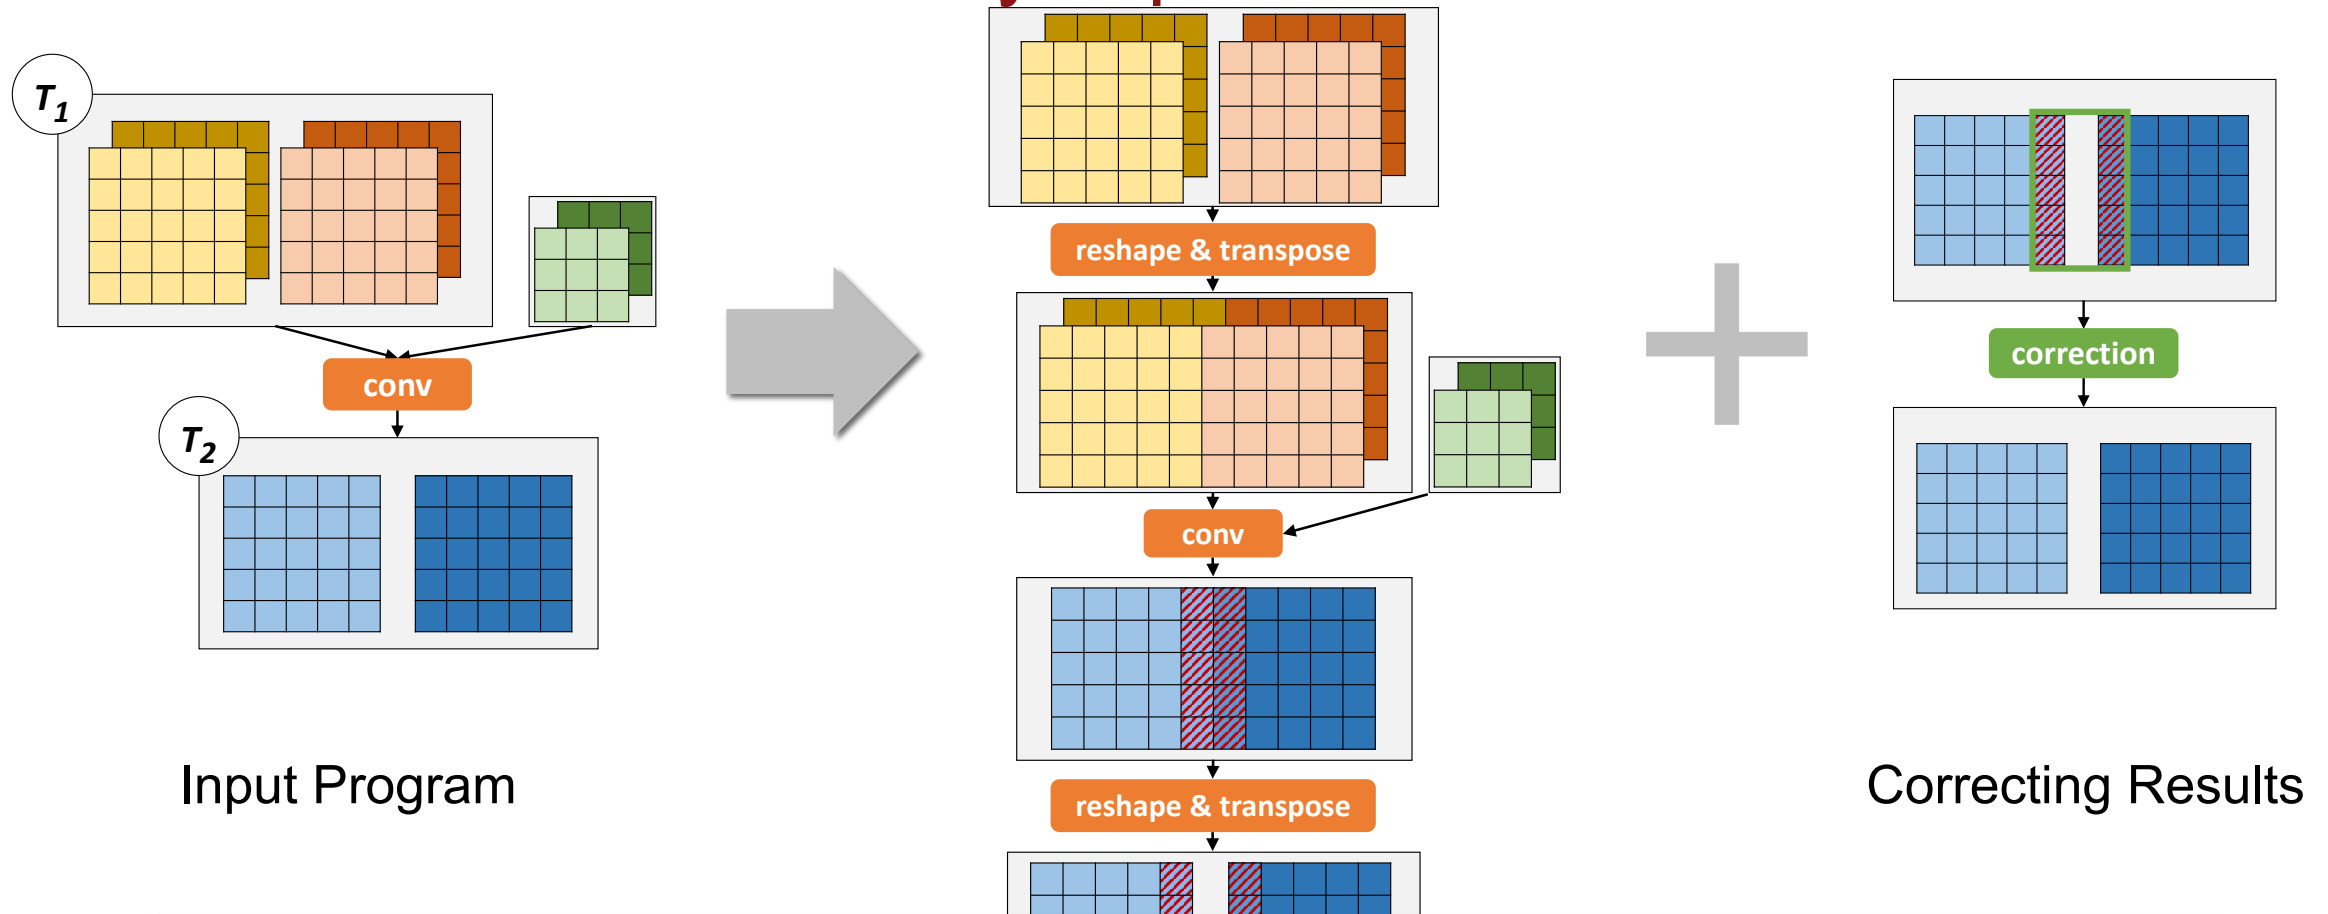 T1
conv
T2
Input Program
reshape & transpose
conv
reshape & transpose
correction
Correcting Results